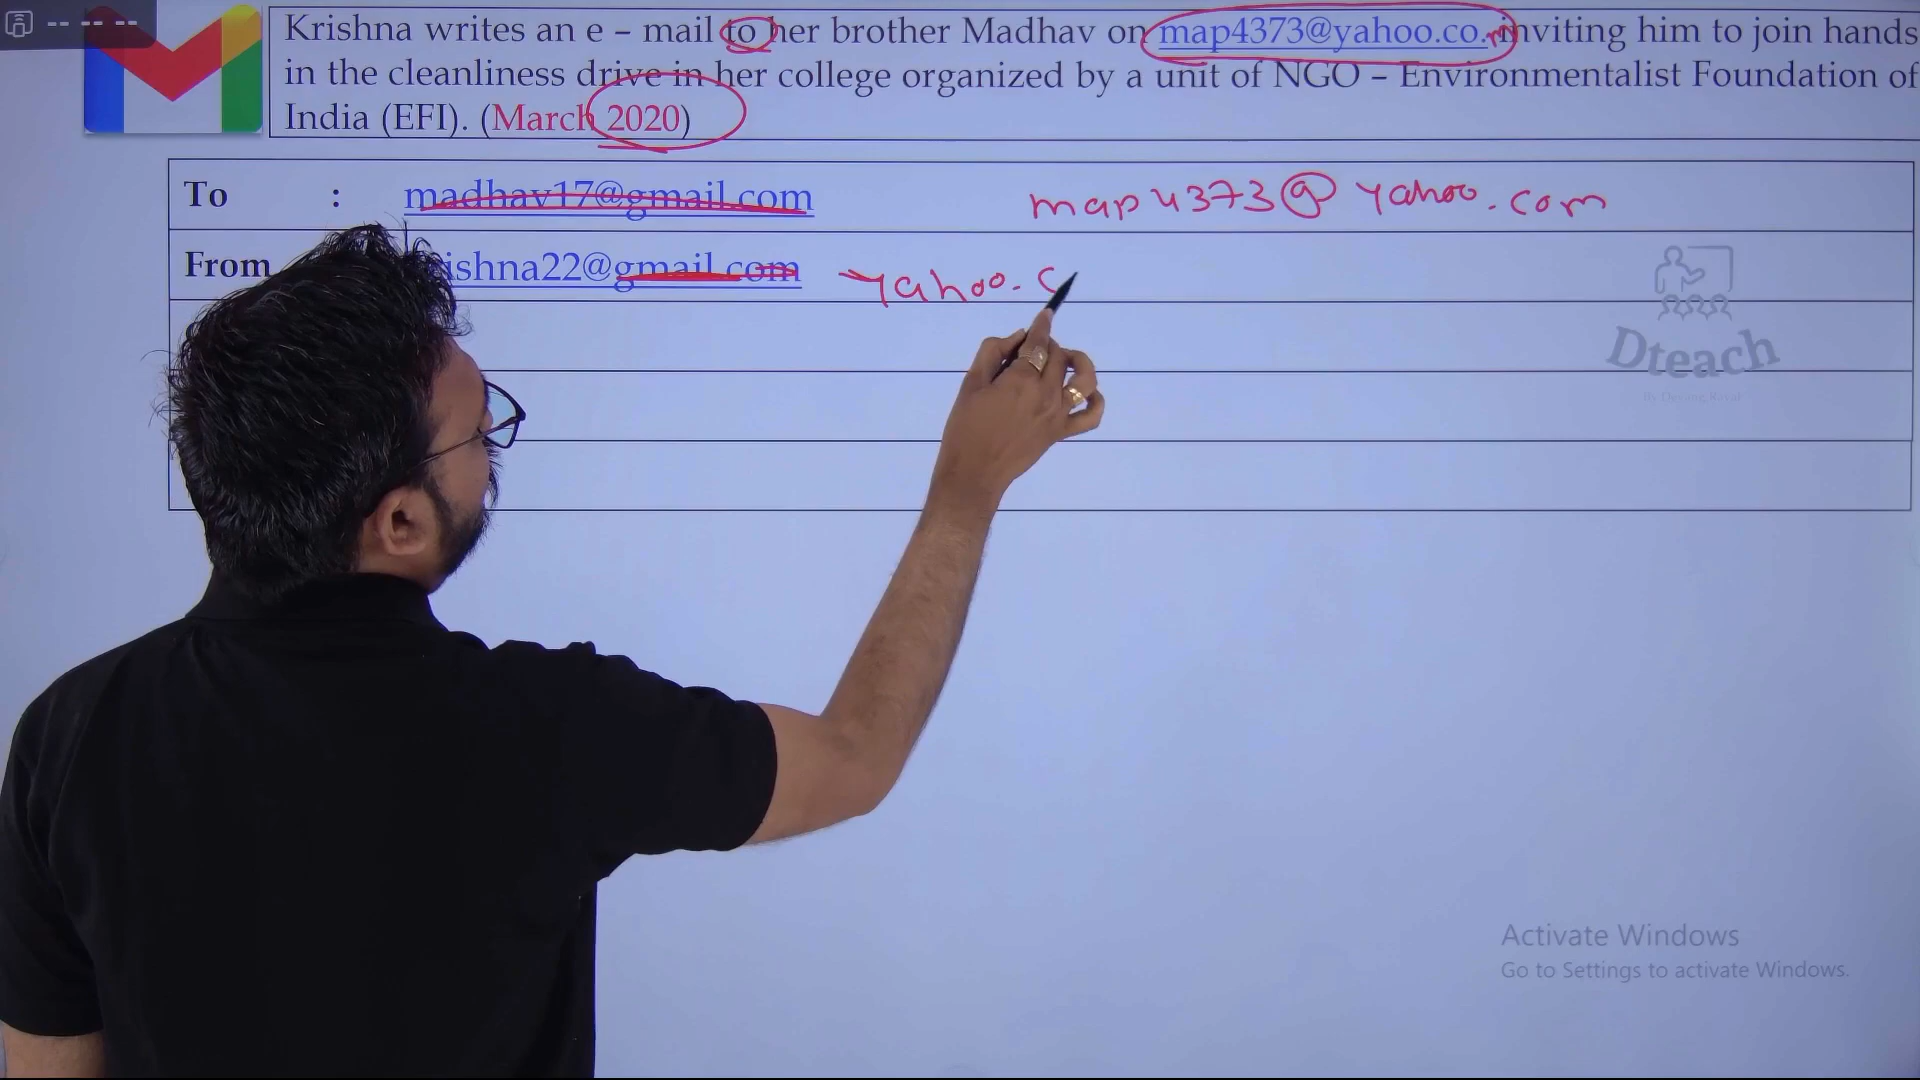 Krishna writes an e – mail to her brother Madhav on map4373@yahoo.co.m inviting him to join hands
in the cleanliness drive in her college organized by a unit of NGO – Environmentalist Foundation of
India (EFI). (March 2020)
To : madhav17@gmail.com map4373@yahoo.com
From ishna22@gmail.com yahoo.c
Dteach
By Devang Raval
Activate Windows
Go to Settings to activate Windows.